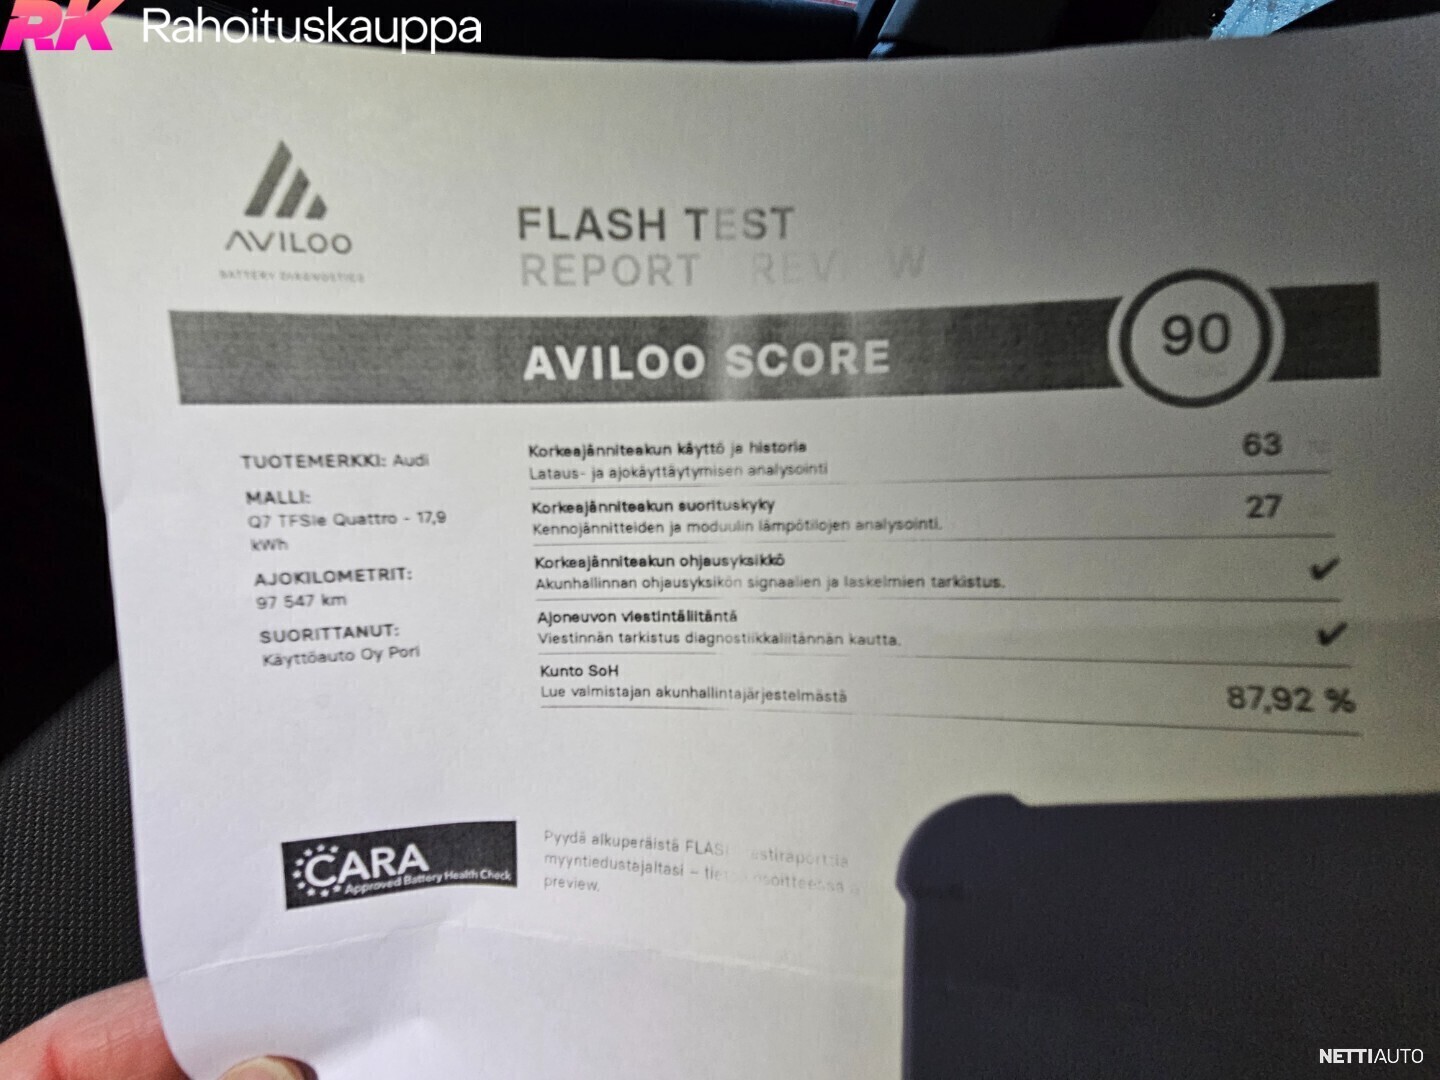 RK Rahoituskauppa
AVILOO
BATTERY DIAGNOSTICS
FLASH TEST
REPORT REVIEW
AVILOO SCORE
90
TUOTEMERKKI: Audi
MALLI:
Q7 TFSIe Quattro - 17,9
kWh
AJOKILOMETRIT:
97 547 km
SUORITTANUT:
Käyttöauto Oy Pori
Korkeajänniteakun käyttö ja historia
63
Lataus- ja ajokäyttäytymisen analysointi
Korkeajänniteakun suorituskyky
27
Kennojännitteiden ja moduulin lämpötilojen analysointi.
Korkeajänniteakun ohjausyksikkö
✓
Akunhallinnan ohjausyksikön signaalien ja laskelmien tarkistus.
Ajoneuvon viestintäliitäntä
✓
Viestinnän tarkistus diagnostiikkaliitännän kautta.
Kunto SoH
87,92 %
Lue valmistajan akunhallintajärjestelmästä
CARA
Approved Battery Health Check
Pyydä alkuperäistä
myyntiedustajaltasi –
preview.
NETTIAUTO